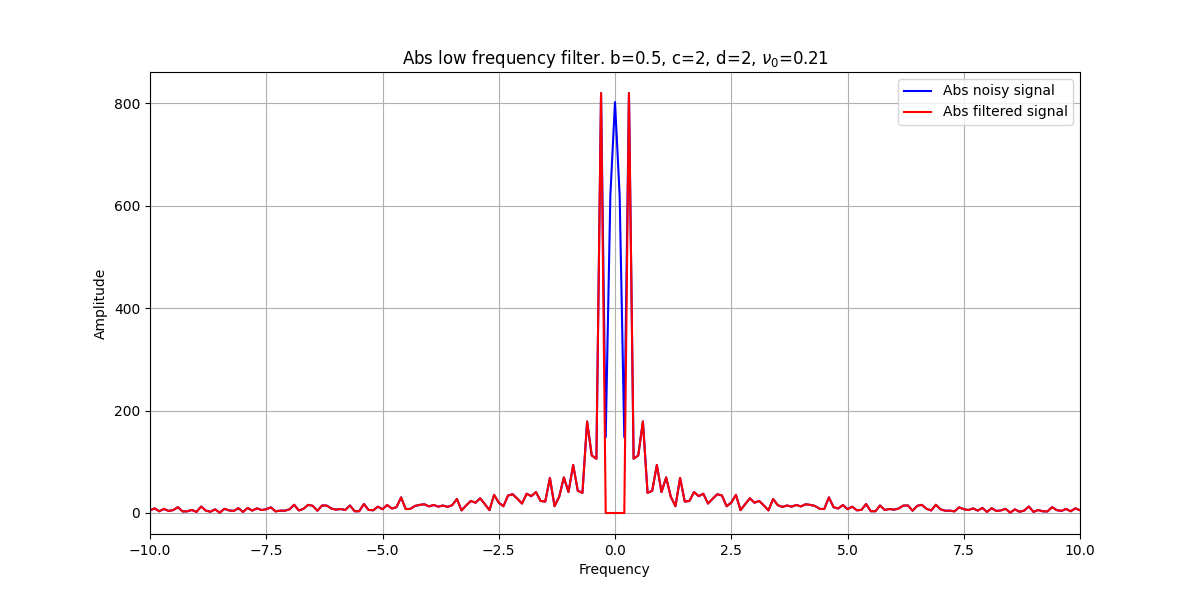 Abs low frequency filter. b=0.5, c=2, d=2, ν₀=0.21
Abs noisy signal
Abs filtered signal
Amplitude
800
600
400
200
0
−10.0 −7.5 −5.0 −2.5 0.0 2.5 5.0 7.5 10.0
Frequency